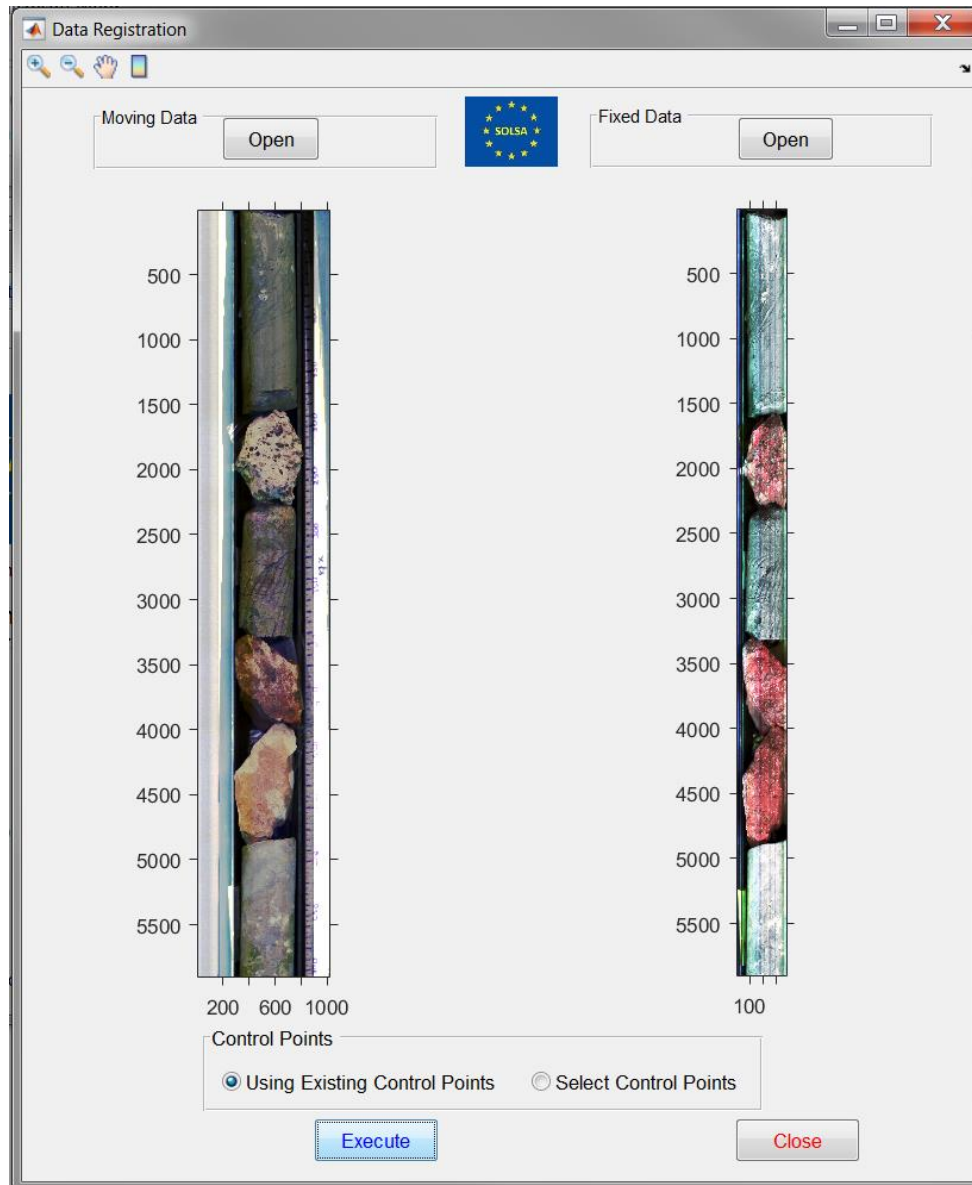 Data Registration
Moving Data
Open
SOLSA
Fixed Data
Open
500
1000
1500
2000
2500
3000
3500
4000
4500
5000
5500
200 600 1000
500
1000
1500
2000
2500
3000
3500
4000
4500
5000
5500
100
Control Points
Using Existing Control Points
Select Control Points
Execute
Close